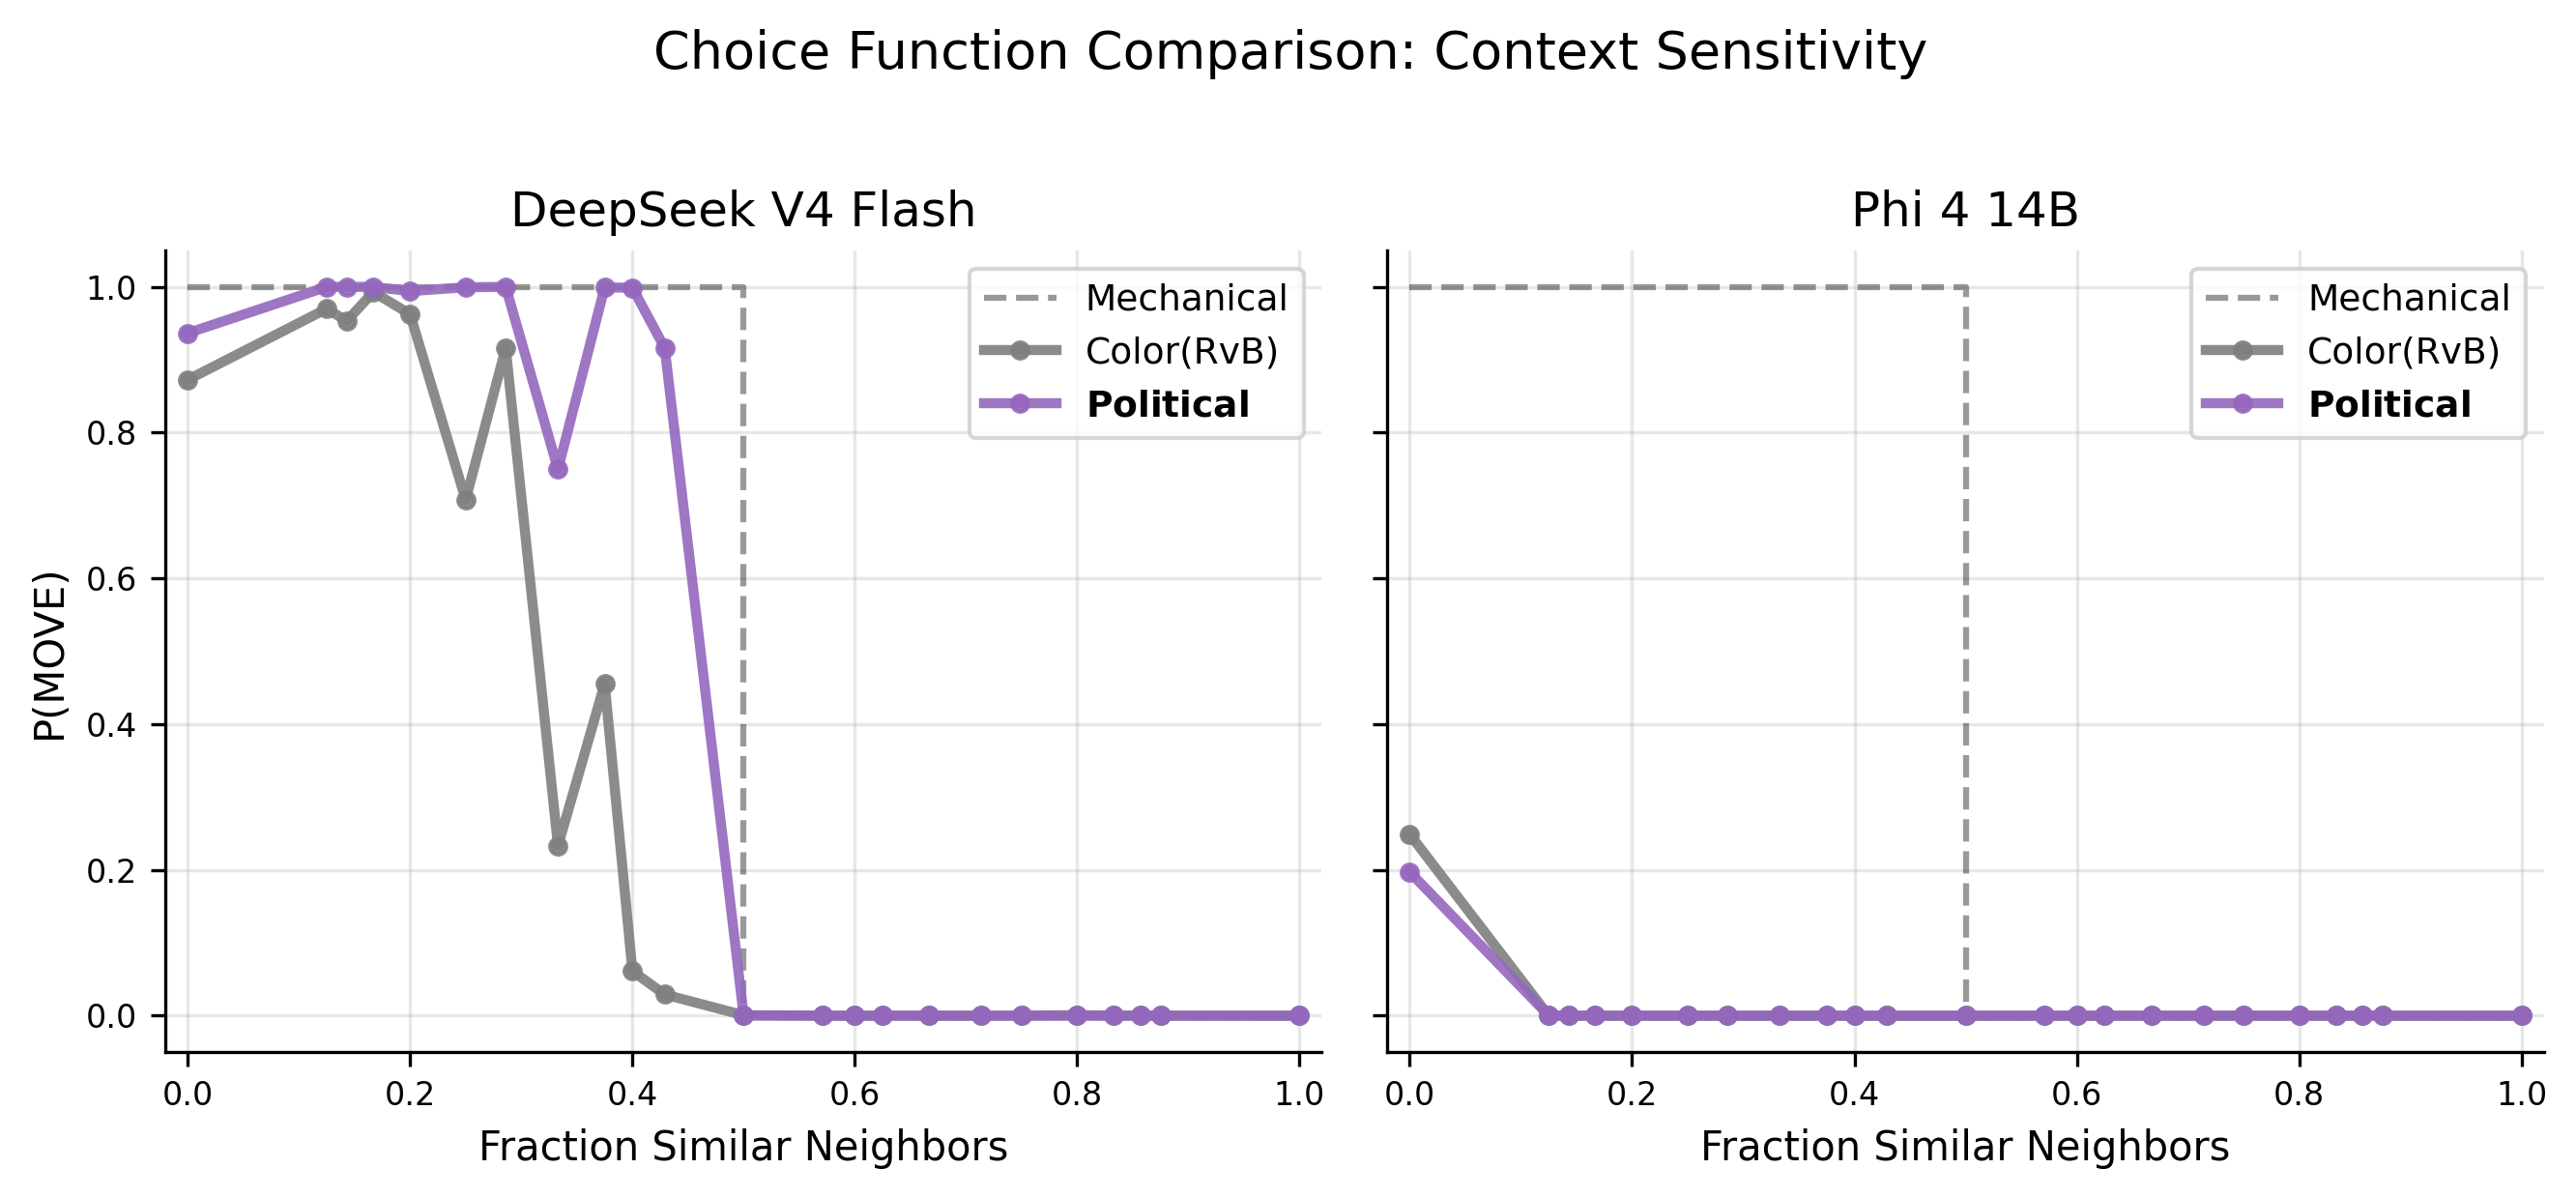 Choice Function Comparison: Context Sensitivity
DeepSeek V4 Flash
P(MOVE)
1.0
0.8
0.6
0.4
0.2
0.0
Mechanical
Color(RvB)
Political
0.0 0.2 0.4 0.6 0.8 1.0
Fraction Similar Neighbors
Phi 4 14B
Mechanical
Color(RvB)
Political
0.0 0.2 0.4 0.6 0.8 1.0
Fraction Similar Neighbors